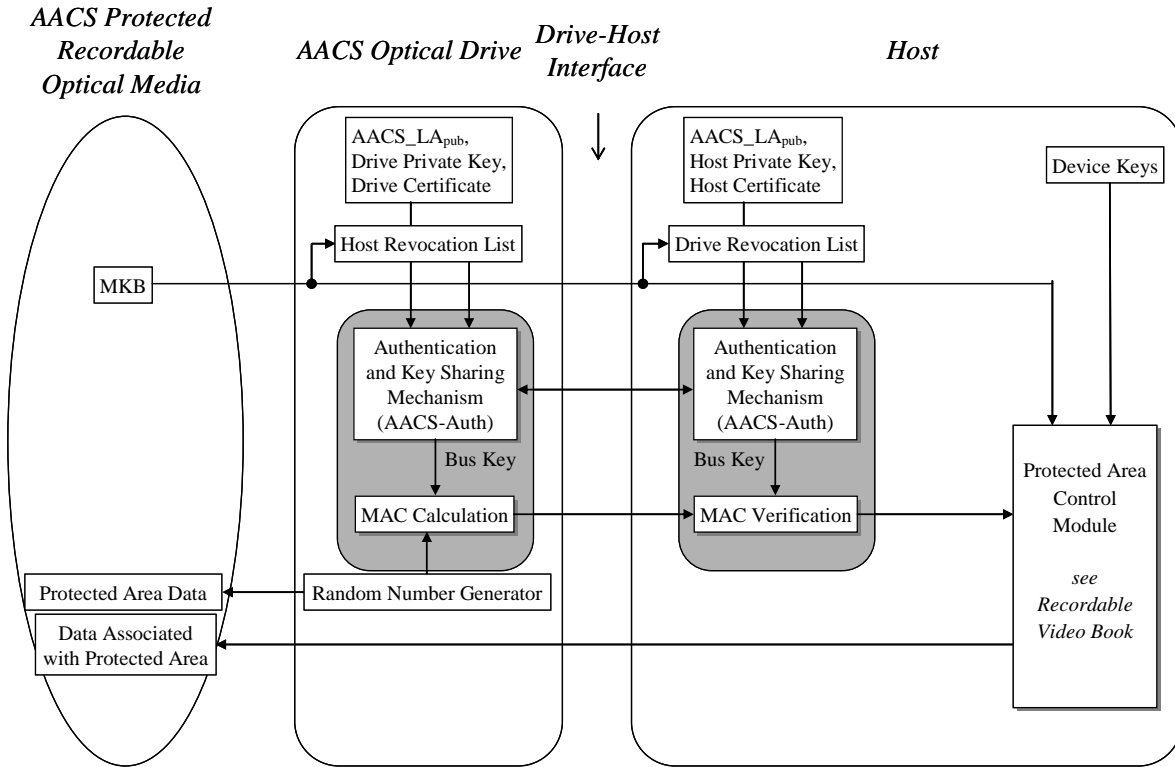 AACS Protected
Recordable
Optical Media
AACS Optical Drive
Drive-Host
Interface
Host
AACS_LApub,
Drive Private Key,
Drive Certificate
AACS_LApub,
Host Private Key,
Host Certificate
Device Keys
Host Revocation List
Drive Revocation List
MKB
Authentication
and Key Sharing
Mechanism
(AACS-Auth)
Authentication
and Key Sharing
Mechanism
(AACS-Auth)
Bus Key
Bus Key
MAC Calculation
MAC Verification
Protected Area
Control
Module
see
Recordable
Video Book
Protected Area Data
Random Number Generator
Data Associated
with Protected Area